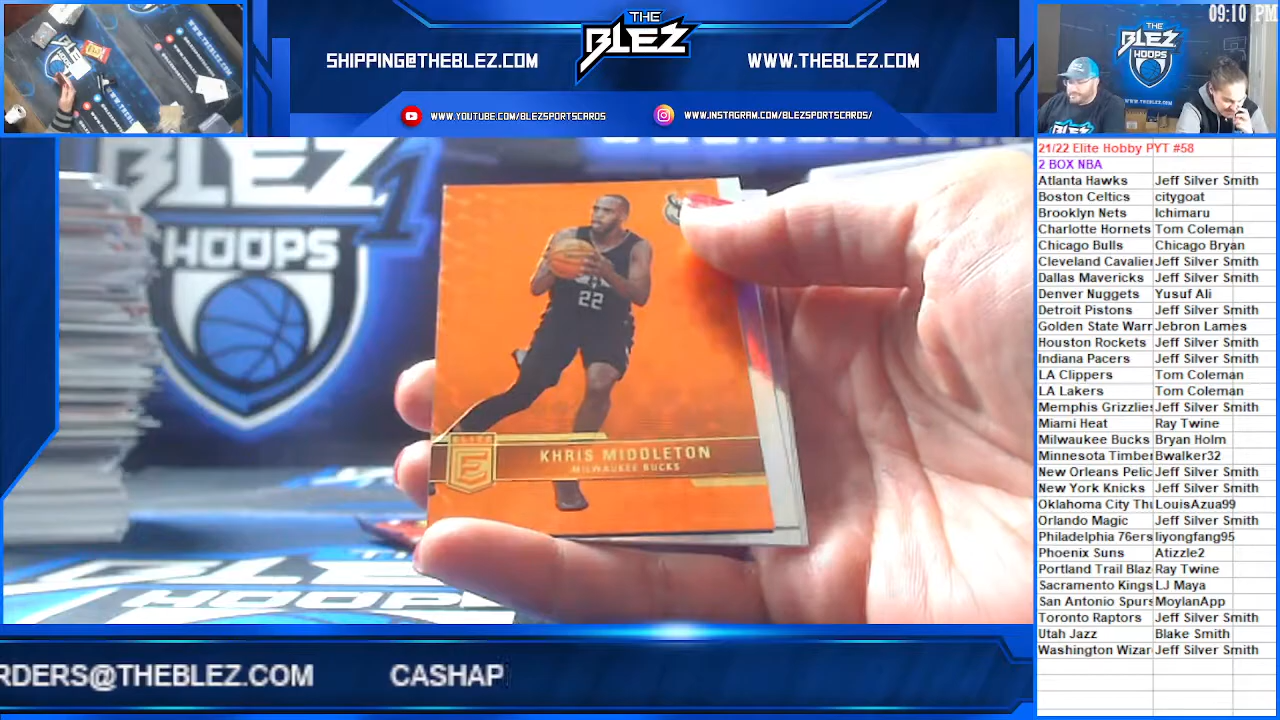 THE
BLEZ
SHIPPING@THEBLEZ.COM
WWW.THEBLEZ.COM
WWW.YOUTUBE.COM/BLEZSPORTSCARDS
WWW.INSTAGRAM.COM/BLEZSPORTSCARDS/
09:10 PM
THE
BLEZ
HOOPS
WWW.THEBLEZ.COM
BLEZ
HOOPS
22
ELITE
E
KHRIS MIDDLETON
MILWAUKEE BUCKS
21/22 Elite Hobby PYT #58
2 BOX NBA
Atlanta Hawks Jeff Silver Smith
Boston Celtics citygoat
Brooklyn Nets Ichimaru
Charlotte Hornets Tom Coleman
Chicago Bulls Chicago Bryan
Cleveland Cavalier Jeff Silver Smith
Dallas Mavericks Jeff Silver Smith
Denver Nuggets Yusuf Ali
Detroit Pistons Jeff Silver Smith
Golden State Warr Jebron Lames
Houston Rockets Jeff Silver Smith
Indiana Pacers Jeff Silver Smith
LA Clippers Tom Coleman
LA Lakers Tom Coleman
Memphis Grizzlies Jeff Silver Smith
Miami Heat Ray Twine
Milwaukee Bucks Bryan Holm
Minnesota Timber Bwalker32
New Orleans Pelic Jeff Silver Smith
New York Knicks Jeff Silver Smith
Oklahoma City Thu LouisAzua99
Orlando Magic Jeff Silver Smith
Philadelphia 76ers liyongfang95
Phoenix Suns Atizzle2
Portland Trail Blaz Ray Twine
Sacramento Kings LJ Maya
San Antonio Spurs MoylanApp
Toronto Raptors Jeff Silver Smith
Utah Jazz Blake Smith
Washington Wizar Jeff Silver Smith
RDERS@THEBLEZ.COM CASHAP